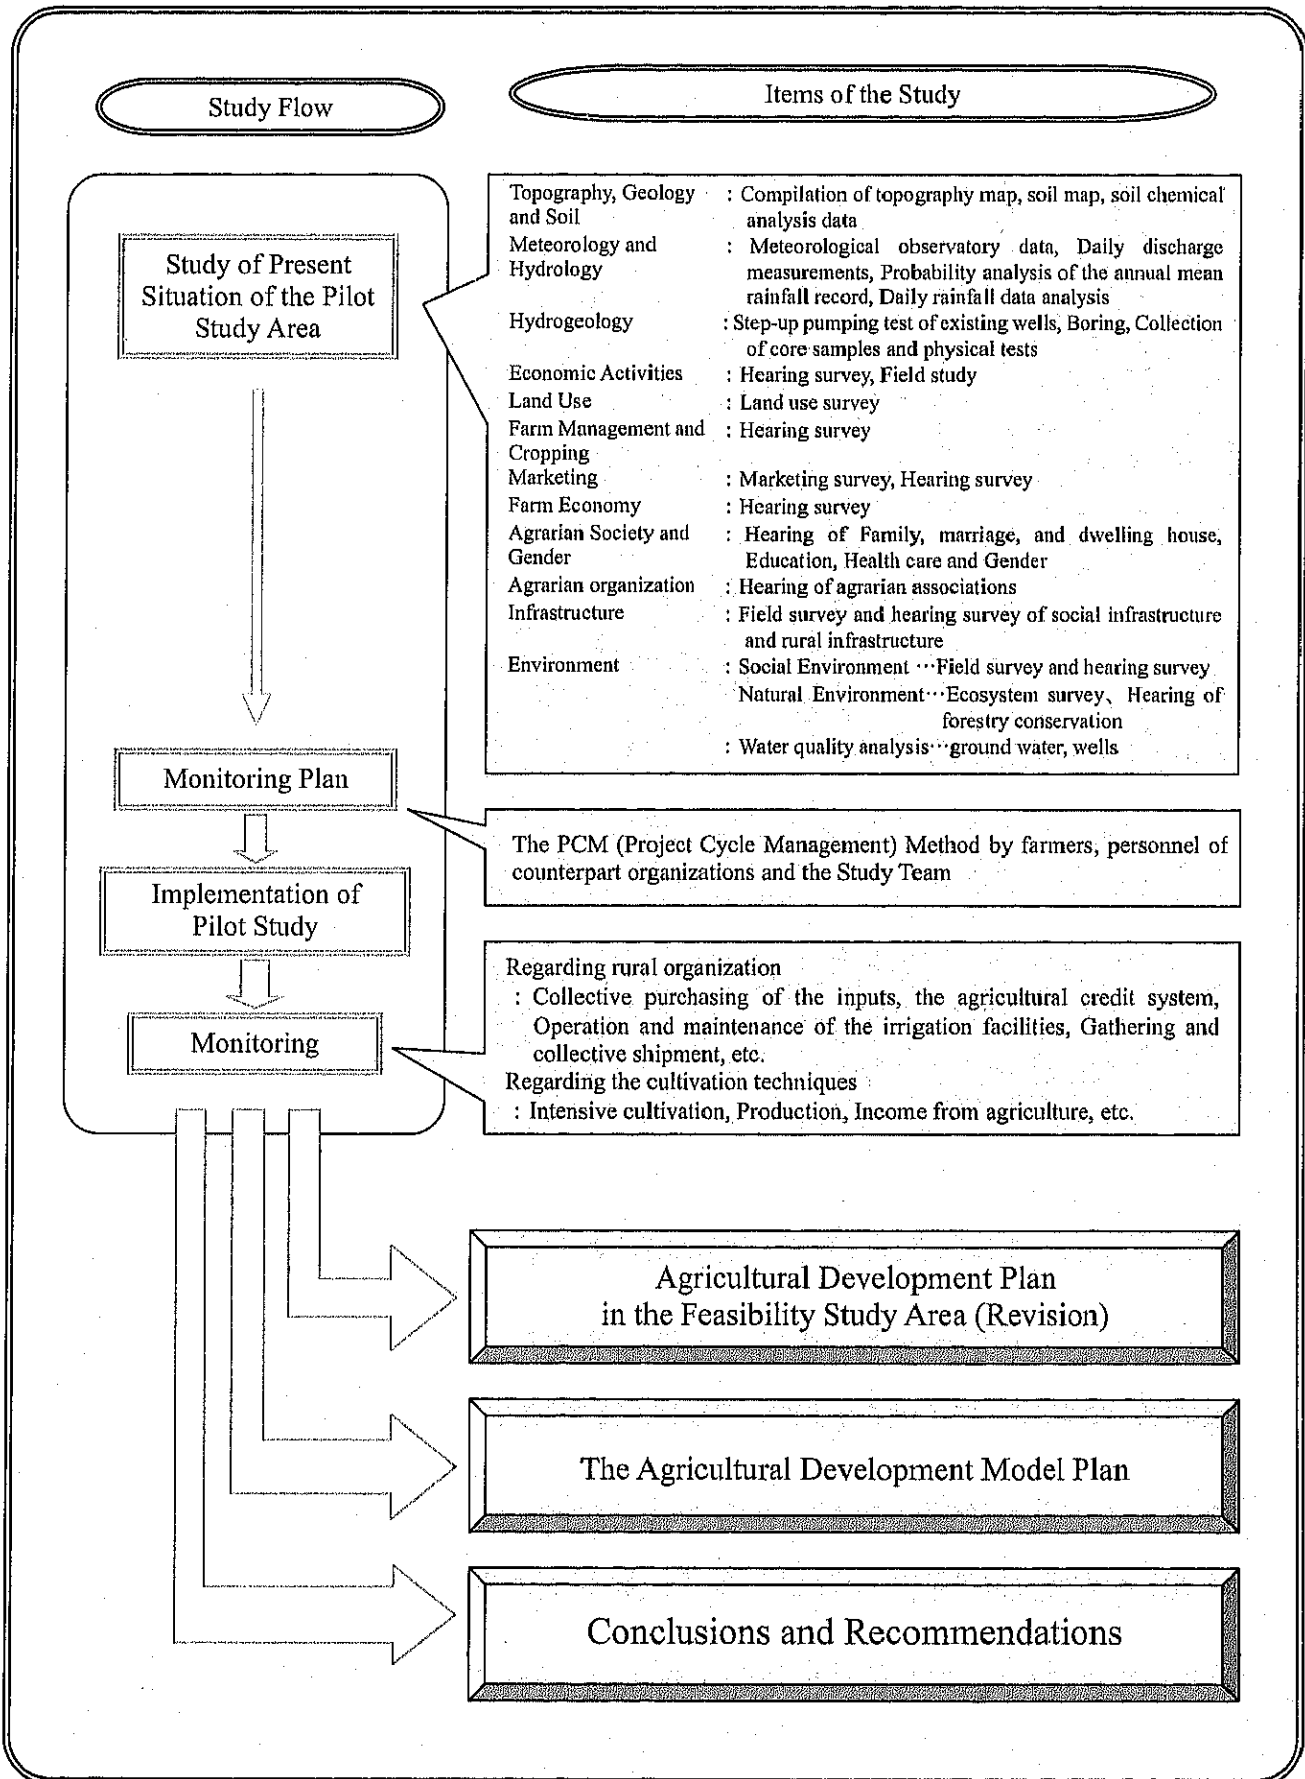 Study Flow
Items of the Study
Study of Present
Situation of the Pilot
Study Area
Topography, Geology : Compilation of topography map, soil map, soil chemical
and Soil analysis data
Meteorology and : Meteorological observatory data, Daily discharge
Hydrology measurements, Probability analysis of the annual mean
rainfall record, Daily rainfall data analysis
Hydrogeology : Step-up pumping test of existing wells, Boring, Collection
of core samples and physical tests
Economic Activities : Hearing survey, Field study
Land Use : Land use survey
Farm Management and : Hearing survey
Cropping
Marketing : Marketing survey, Hearing survey
Farm Economy : Hearing survey
Agrarian Society and : Hearing of Family, marriage, and dwelling house,
Gender Education, Health care and Gender
Agrarian organization : Hearing of agrarian associations
Infrastructure : Field survey and hearing survey of social infrastructure
and rural infrastructure
Environment : Social Environment ···Field survey and hearing survey
Natural Environment···Ecosystem survey、 Hearing of
forestry conservation
: Water quality analysis···ground water, wells
Monitoring Plan
The PCM (Project Cycle Management) Method by farmers, personnel of
counterpart organizations and the Study Team
Implementation of
Pilot Study
Monitoring
Regarding rural organization
: Collective purchasing of the inputs, the agricultural credit system,
Operation and maintenance of the irrigation facilities, Gathering and
collective shipment, etc.
Regarding the cultivation techniques
: Intensive cultivation, Production, Income from agriculture, etc.
Agricultural Development Plan
in the Feasibility Study Area (Revision)
The Agricultural Development Model Plan
Conclusions and Recommendations